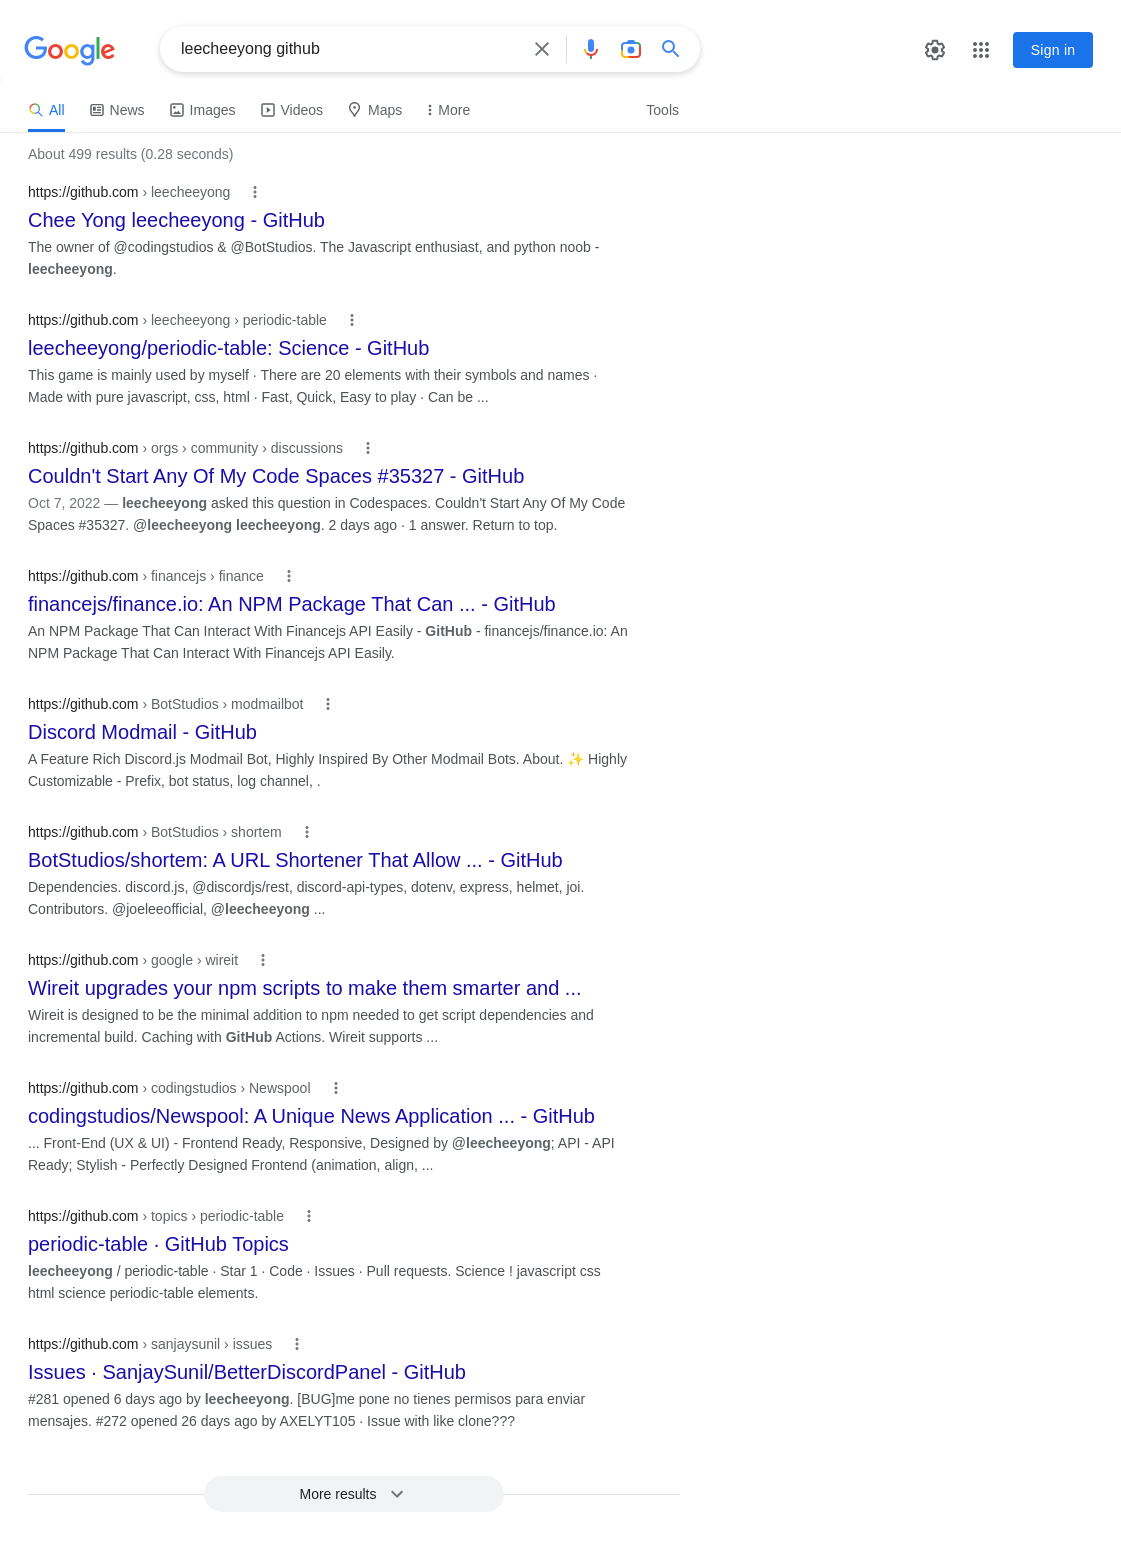 Google
leecheeyong github
Sign in
All News Images Videos Maps More Tools
About 499 results (0.28 seconds)
https://github.com › leecheeyong
Chee Yong leecheeyong - GitHub
The owner of @codingstudios & @BotStudios. The Javascript enthusiast, and python noob -
leecheeyong.
https://github.com › leecheeyong › periodic-table
leecheeyong/periodic-table: Science - GitHub
This game is mainly used by myself · There are 20 elements with their symbols and names ·
Made with pure javascript, css, html · Fast, Quick, Easy to play · Can be ...
https://github.com › orgs › community › discussions
Couldn't Start Any Of My Code Spaces #35327 - GitHub
Oct 7, 2022 — leecheeyong asked this question in Codespaces. Couldn't Start Any Of My Code
Spaces #35327. @leecheeyong leecheeyong. 2 days ago · 1 answer. Return to top.
https://github.com › financejs › finance
financejs/finance.io: An NPM Package That Can ... - GitHub
An NPM Package That Can Interact With Financejs API Easily - GitHub - financejs/finance.io: An
NPM Package That Can Interact With Financejs API Easily.
https://github.com › BotStudios › modmailbot
Discord Modmail - GitHub
A Feature Rich Discord.js Modmail Bot, Highly Inspired By Other Modmail Bots. About. ✨ Highly
Customizable - Prefix, bot status, log channel, .
https://github.com › BotStudios › shortem
BotStudios/shortem: A URL Shortener That Allow ... - GitHub
Dependencies. discord.js, @discordjs/rest, discord-api-types, dotenv, express, helmet, joi.
Contributors. @joeleeofficial, @leecheeyong ...
https://github.com › google › wireit
Wireit upgrades your npm scripts to make them smarter and ...
Wireit is designed to be the minimal addition to npm needed to get script dependencies and
incremental build. Caching with GitHub Actions. Wireit supports ...
https://github.com › codingstudios › Newspool
codingstudios/Newspool: A Unique News Application ... - GitHub
... Front-End (UX & UI) - Frontend Ready, Responsive, Designed by @leecheeyong; API - API
Ready; Stylish - Perfectly Designed Frontend (animation, align, ...
https://github.com › topics › periodic-table
periodic-table · GitHub Topics
leecheeyong / periodic-table · Star 1 · Code · Issues · Pull requests. Science ! javascript css
html science periodic-table elements.
https://github.com › sanjaysunil › issues
Issues · SanjaySunil/BetterDiscordPanel - GitHub
#281 opened 6 days ago by leecheeyong. [BUG]me pone no tienes permisos para enviar
mensajes. #272 opened 26 days ago by AXELYT105 · Issue with like clone???
More results